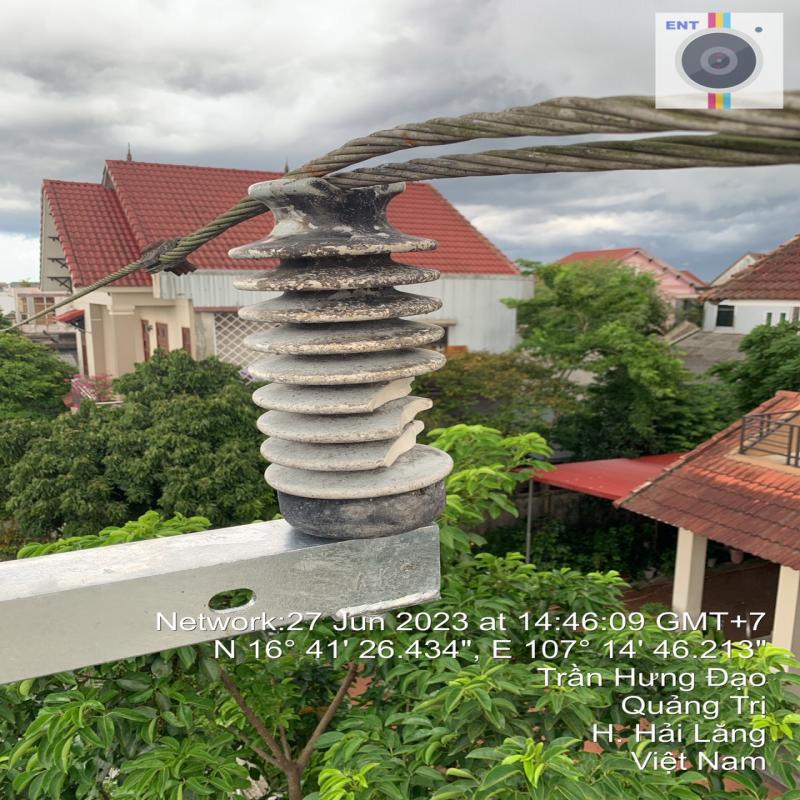 ENT
AKS
Network:27 Jun 2023 at 14:46:09 GMT+7
N 16° 41' 26.434", E 107° 14' 46.213"
Trần Hưng Đạo
Quảng Trị
H. Hải Lăng
Việt Nam